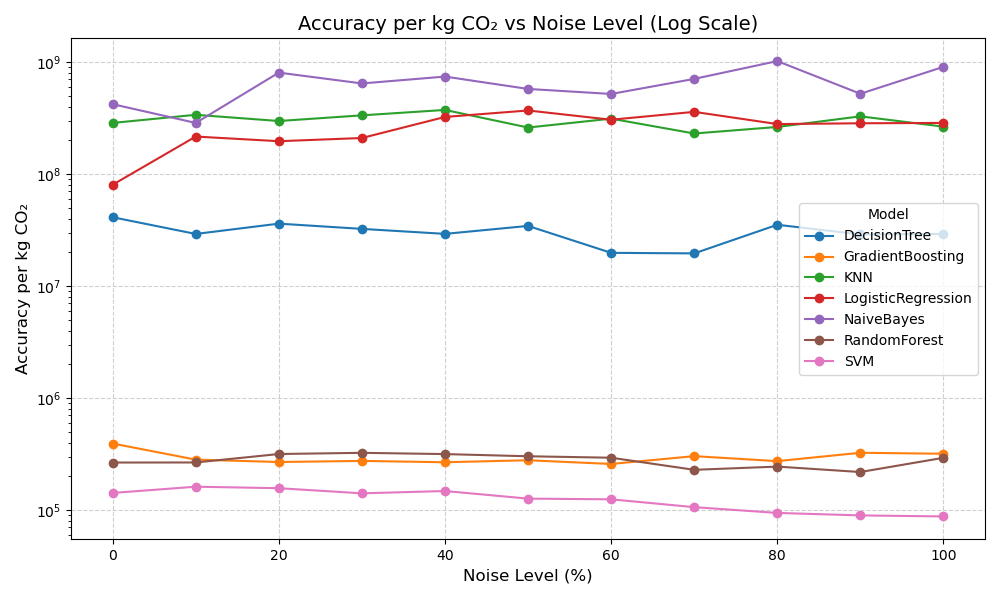 Accuracy per kg CO₂ vs Noise Level (Log Scale)
Accuracy per kg CO₂
10⁹
10⁸
10⁷
10⁶
10⁵
Model
DecisionTree
GradientBoosting
KNN
LogisticRegression
NaiveBayes
RandomForest
SVM
0 20 40 60 80 100
Noise Level (%)